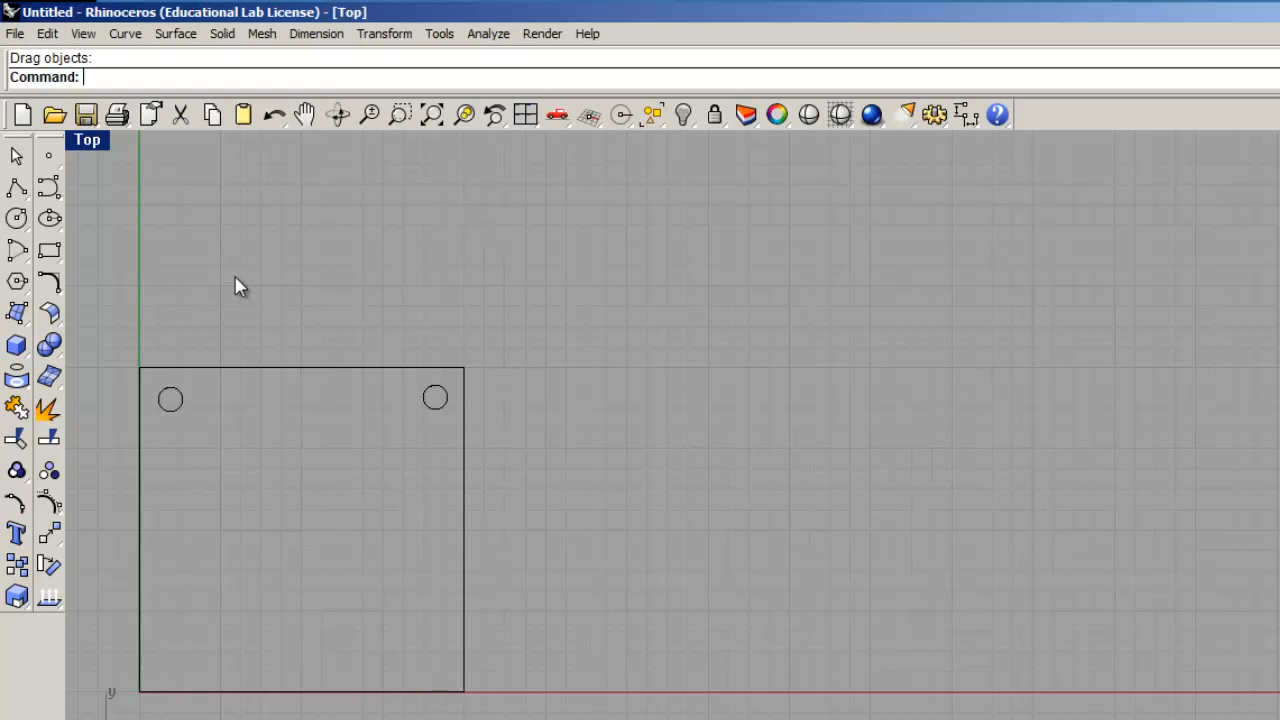 Untitled - Rhinoceros (Educational Lab License) - [Top]
File Edit View Curve Surface Solid Mesh Dimension Transform Tools Analyze Render Help
Drag objects:
Command:
Top
y